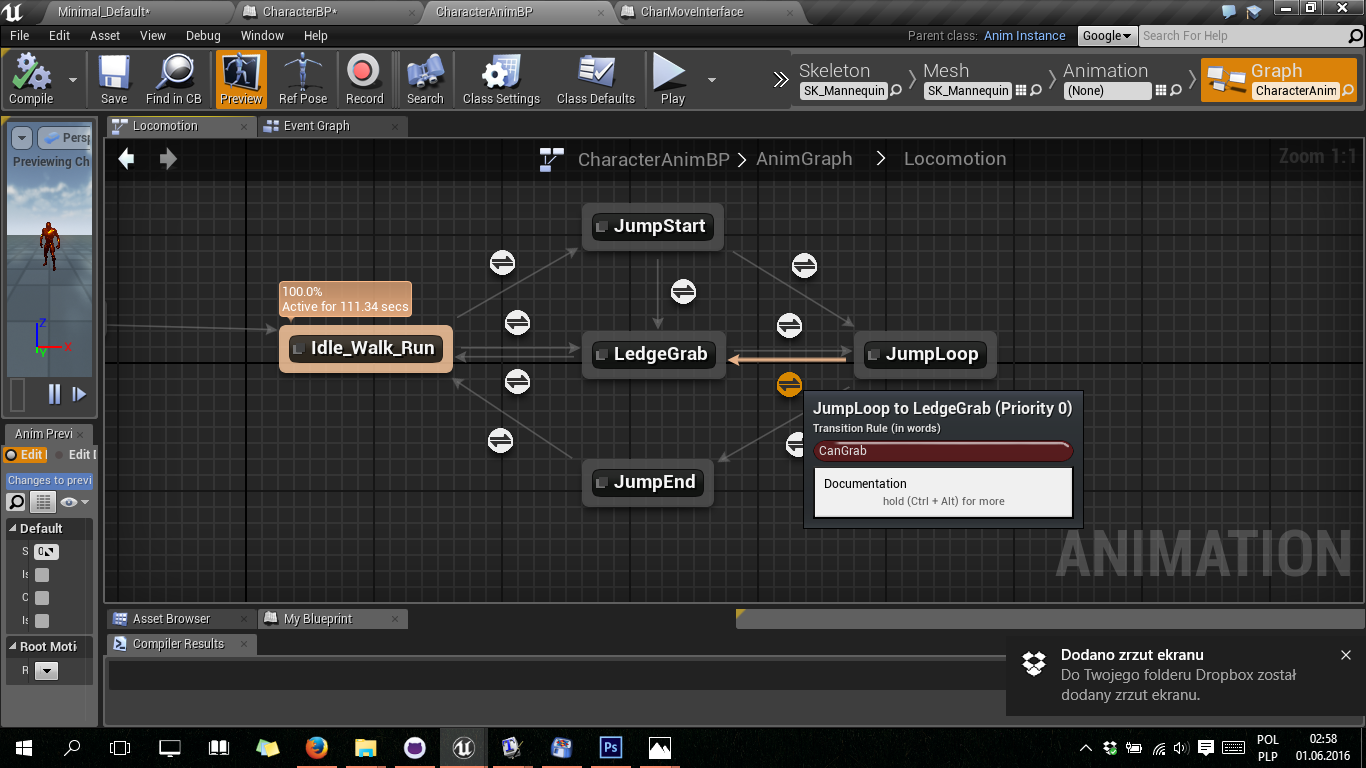 Minimal_Default*
CharacterBP*
CharacterAnimBP
CharMoveInterface
File Edit Asset View Debug Window Help
Parent class: Anim Instance
Google
Search For Help
Compile
Save
Find in CB
Preview
Ref Pose
Record
Search
Class Settings
Class Defaults
Play
Skeleton
SK_Mannequin
Mesh
SK_Mannequin
Animation
(None)
Graph
CharacterAnim
Locomotion
Event Graph
Persp
Previewing Ch
CharacterAnimBP > AnimGraph > Locomotion
Zoom 1:1
JumpStart
100.0%
Active for 111.34 secs
Idle_Walk_Run
LedgeGrab
JumpLoop
JumpEnd
JumpLoop to LedgeGrab (Priority 0)
Transition Rule (in words)
CanGrab
Documentation
hold (Ctrl + Alt) for more
ANIMATION
Anim Previ
Edit
Edit
Changes to previ
Default
S
0
Is
C
Is
Root Moti
R
Asset Browser
My Blueprint
Compiler Results
Dodano zrzut ekranu
Do Twojego folderu Dropbox został
dodany zrzut ekranu.
Ps
POL
PLP
02:58
01.06.2016